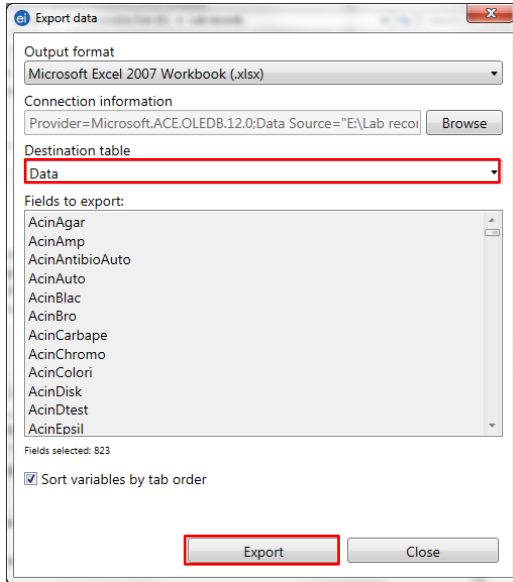 ei Export data
Output format
Microsoft Excel 2007 Workbook (.xlsx)
Connection information
Provider=Microsoft.ACE.OLEDB.12.0;Data Source="E:\Lab recor
Browse
Destination table
Data
Fields to export:
AcinAgar
AcinAmp
AcinAntibioAuto
AcinAuto
AcinBlac
AcinBro
AcinCarbape
AcinChromo
AcinColori
AcinDisk
AcinDtest
AcinEpsil
Fields selected: 823
Sort variables by tab order
Export Close